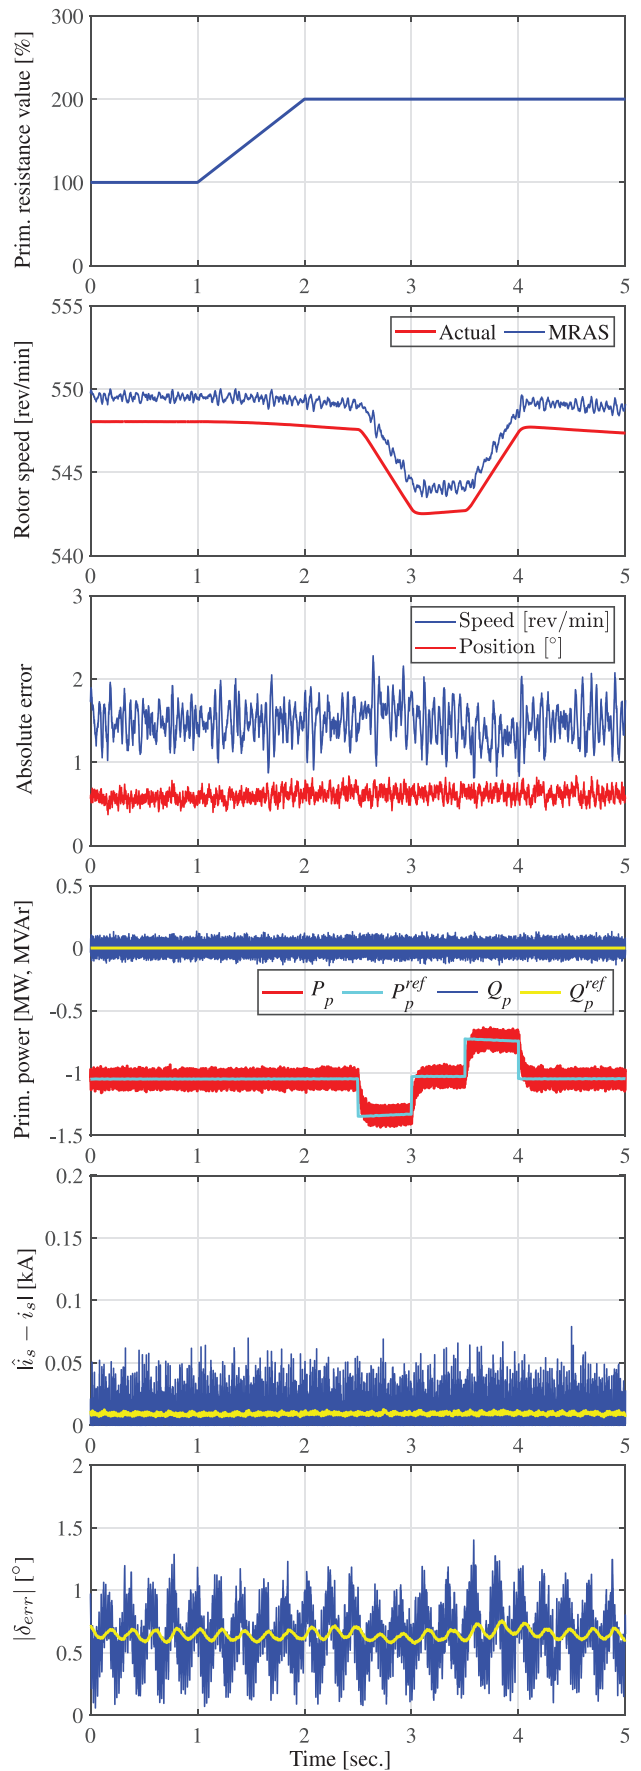 Prim. resistance value [%]
300
200
100
0
0 1 2 3 4 5
Rotor speed [rev/min]
555
550
545
540
Actual MRAS
0 1 2 3 4 5
Absolute error
3
2
1
0
Speed [rev/min]
Position [°]
0 1 2 3 4 5
Prim. power [MW, MVAr]
0.5
0
-0.5
-1
-1.5
P_p P_p^{ref} Q_p Q_p^{ref}
0 1 2 3 4 5
|î_s − i_s| [kA]
0.2
0.15
0.1
0.05
0
0 1 2 3 4 5
|δ_{err}| [°]
2
1.5
1
0.5
0
0 1 2 3 4 5
Time [sec.]